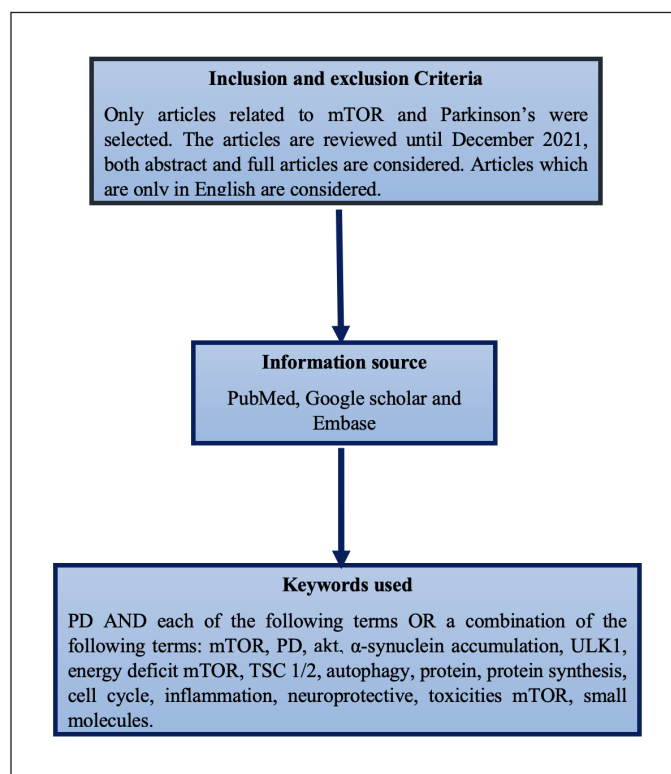 Inclusion and exclusion Criteria
Only articles related to mTOR and Parkinson's were
selected. The articles are reviewed until December 2021,
both abstract and full articles are considered. Articles which
are only in English are considered.
Information source
PubMed, Google scholar and
Embase
Keywords used
PD AND each of the following terms OR a combination of the
following terms: mTOR, PD, akt, α-synuclein accumulation, ULK1,
energy deficit mTOR, TSC 1/2, autophagy, protein, protein synthesis,
cell cycle, inflammation, neuroprotective, toxicities mTOR, small
molecules.